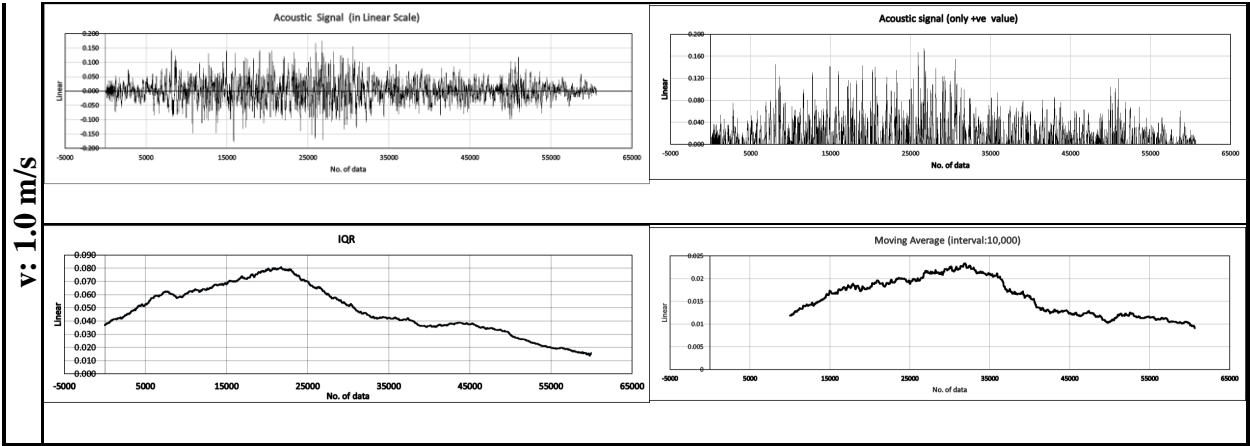 v: 1.0 m/s
Acoustic Signal (in Linear Scale)
0.200
0.150
0.100
0.050
0.000
-0.050
-0.100
-0.150
-0.200
Linear
-5000 5000 15000 25000 35000 45000 55000 65000
No. of data
Acoustic signal (only +ve value)
0.200
0.160
0.120
0.080
0.040
0.000
Linear
-5000 5000 15000 25000 35000 45000 55000 65000
No. of data
IQR
0.090
0.080
0.070
0.060
0.050
0.040
0.030
0.020
0.010
0.000
Linear
-5000 5000 15000 25000 35000 45000 55000 65000
No. of data
Moving Average (interval:10,000)
0.025
0.02
0.015
0.01
0.005
0
Linear
-5000 5000 15000 25000 35000 45000 55000 65000
No. of data